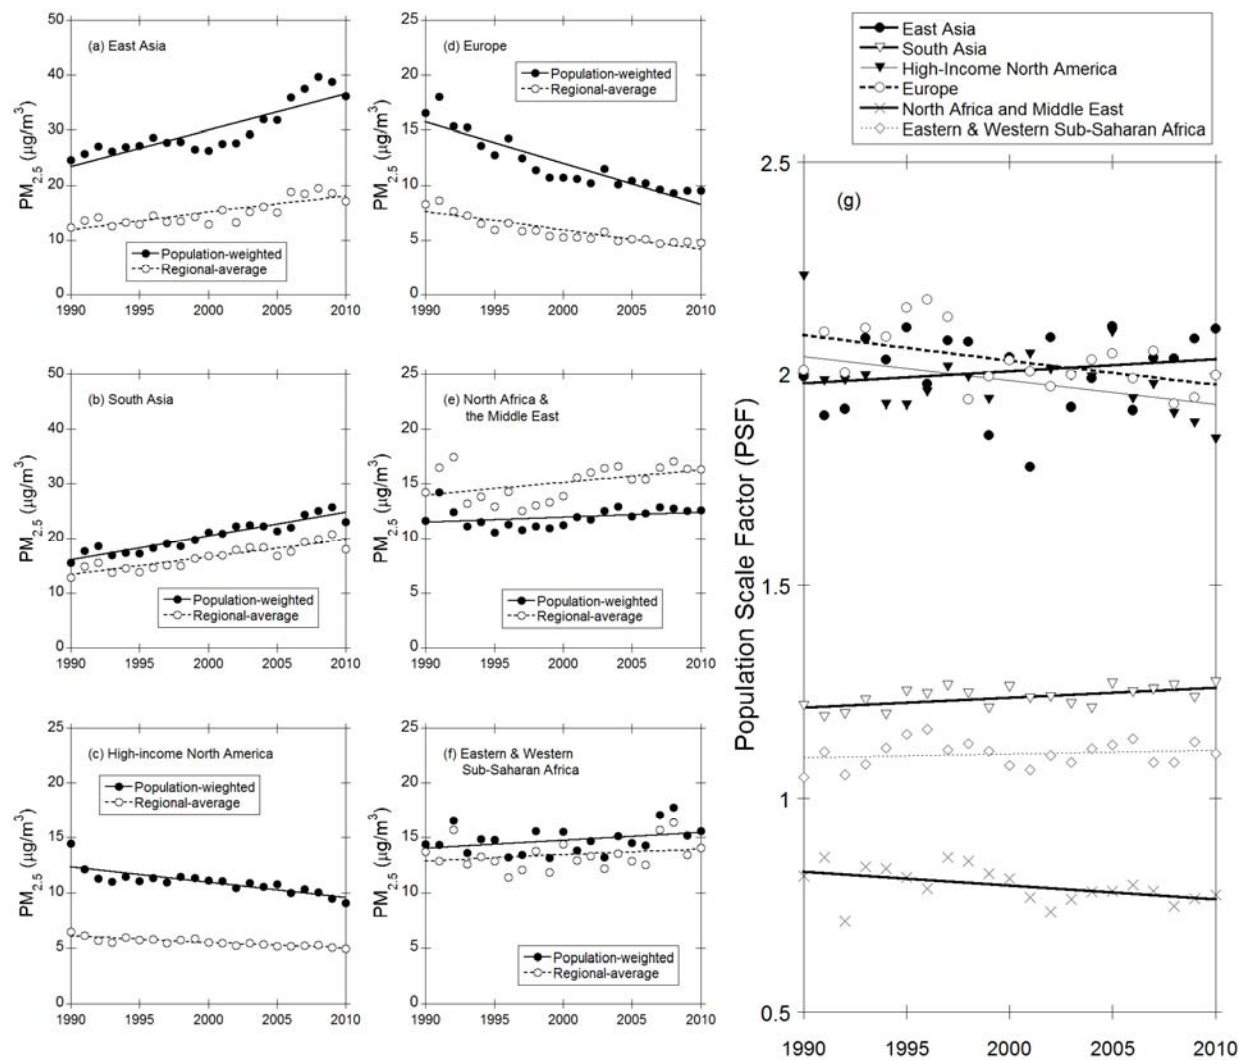 (a) East Asia
PM2.5 (μg/m3)
50
40
30
20
10
0
Population-weighted
Regional-average
1990
1995
2000
2005
2010
(b) South Asia
PM2.5 (μg/m3)
50
40
30
20
10
0
Population-weighted
Regional-average
1990
1995
2000
2005
2010
(c) High-income North America
PM2.5 (μg/m3)
25
20
15
10
5
0
Population-wieghted
Regional-average
1990
1995
2000
2005
2010
(d) Europe
PM2.5 (μg/m3)
25
20
15
10
5
0
Population-weighted
Regional-average
1990
1995
2000
2005
2010
(e) North Africa &
the Middle East
PM2.5 (μg/m3)
25
20
15
10
5
0
Population-weighted
Regional-average
1990
1995
2000
2005
2010
(f) Eastern & Western
Sub-Saharan Africa
PM2.5 (μg/m3)
25
20
15
10
5
0
Population-weighted
Regional-average
1990
1995
2000
2005
2010
East Asia
South Asia
High-Income North America
Europe
North Africa and Middle East
Eastern & Western Sub-Saharan Africa
(g)
Population Scale Factor (PSF)
2.5
2
1.5
1
0.5
1990
1995
2000
2005
2010